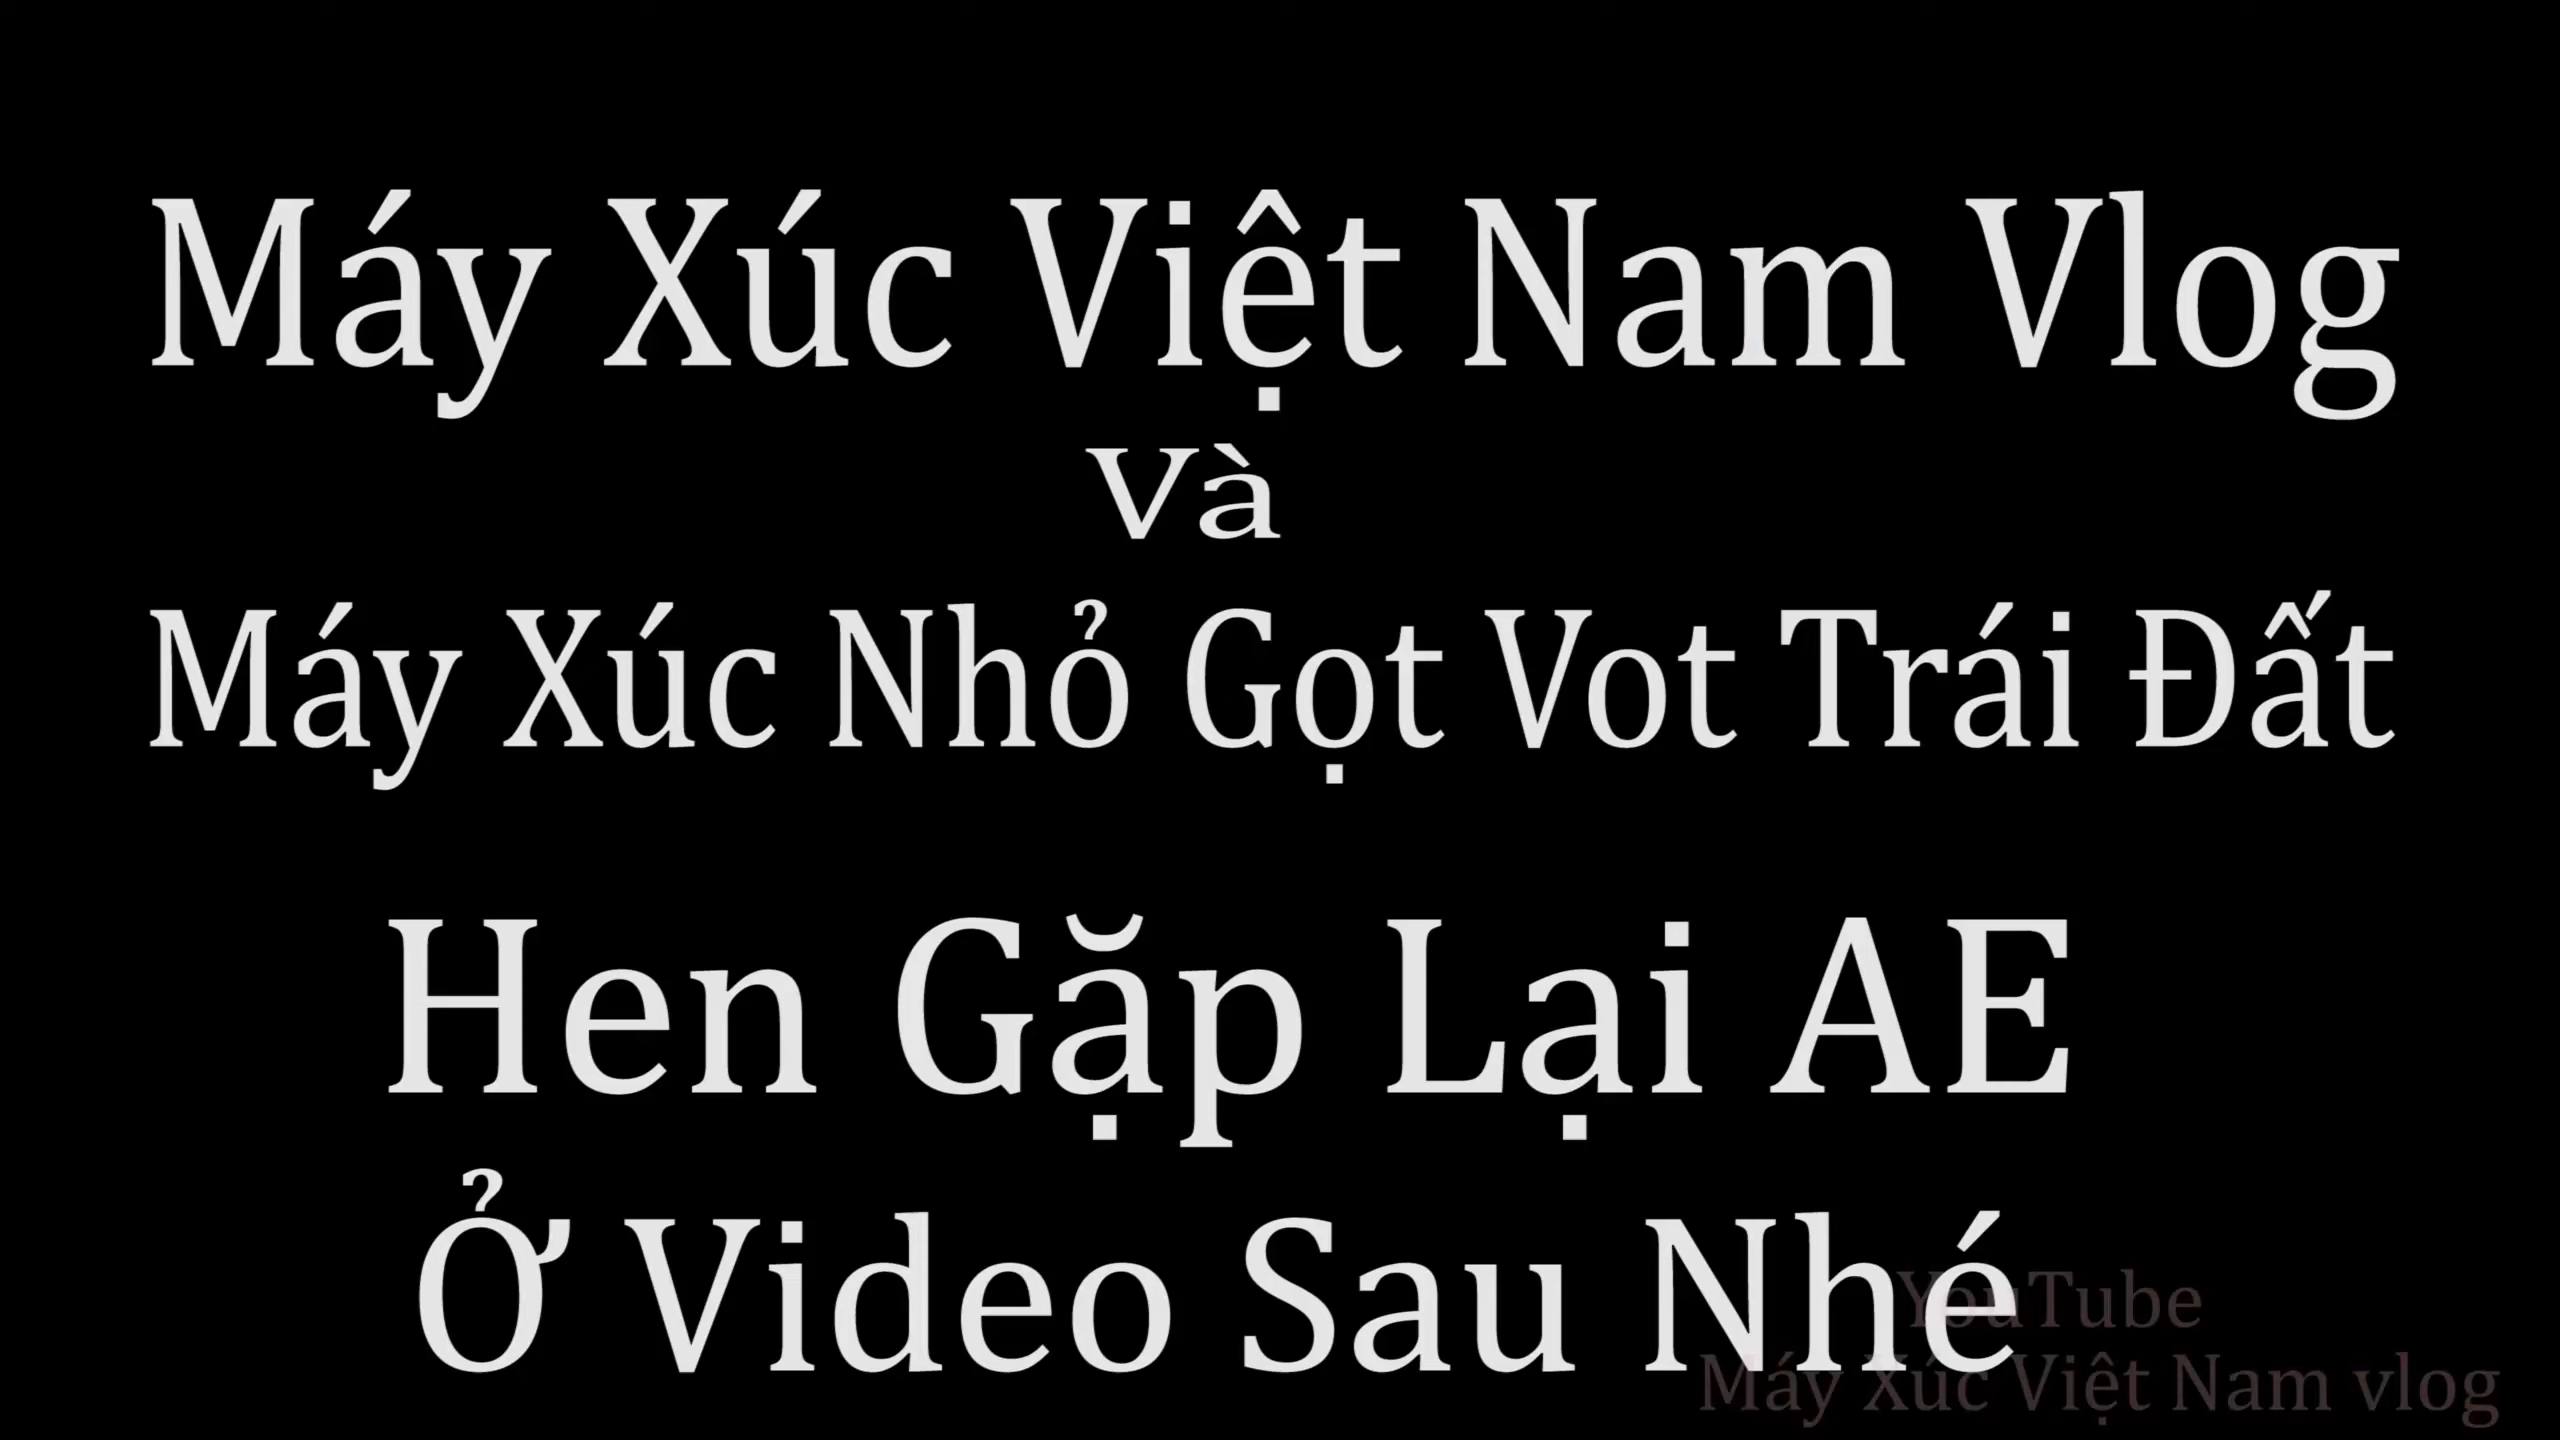 Máy Xúc Việt Nam Vlog
Và
Máy Xúc Nhỏ Gọt Vot Trái Đất
Hen Gặp Lại AE
Ở Video Sau Nhé
YouTube
Máy Xúc Việt Nam vlog